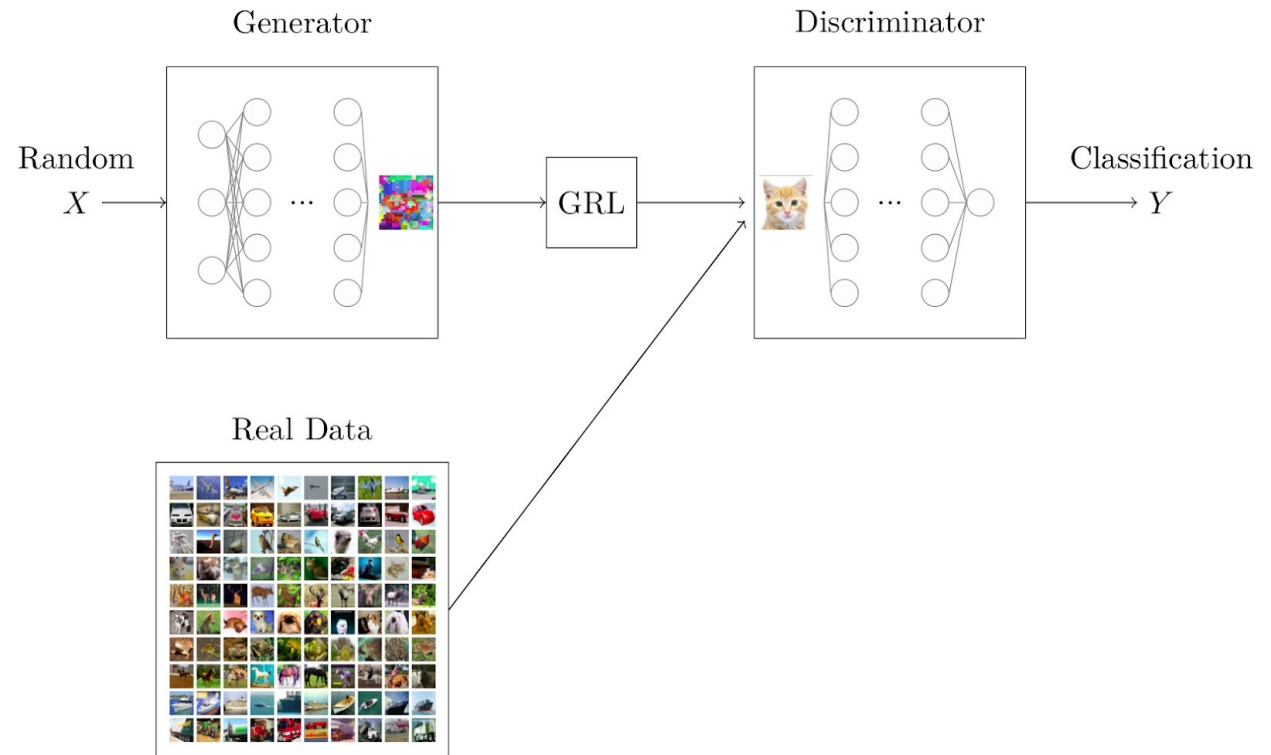 Generator
Discriminator
Random
X
...
GRL
...
Classification
Y
Real Data